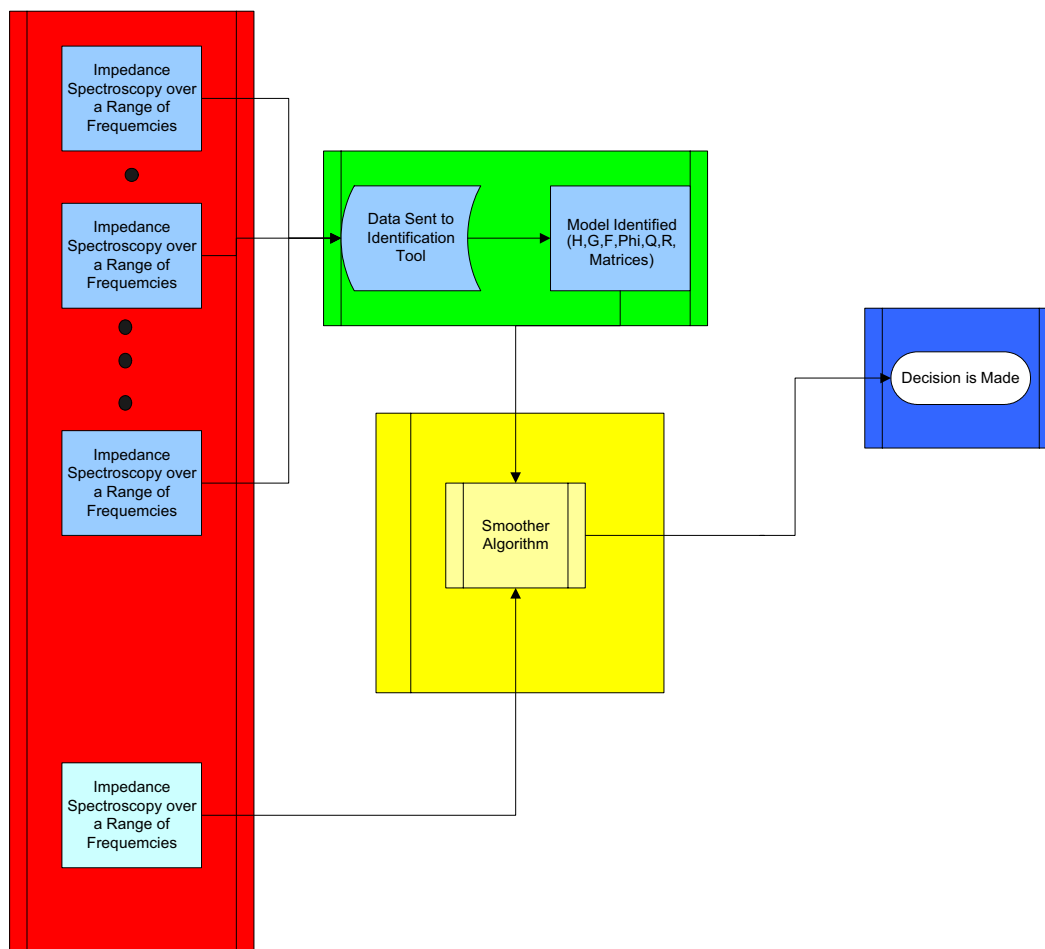 Impedance
Spectroscopy over
a Range of
Frequemcies
Impedance
Spectroscopy over
a Range of
Frequemcies
Impedance
Spectroscopy over
a Range of
Frequemcies
Impedance
Spectroscopy over
a Range of
Frequemcies
Data Sent to
Identification
Tool
Model Identified
(H,G,F,Phi,Q,R,
Matrices)
Smoother
Algorithm
Decision is Made